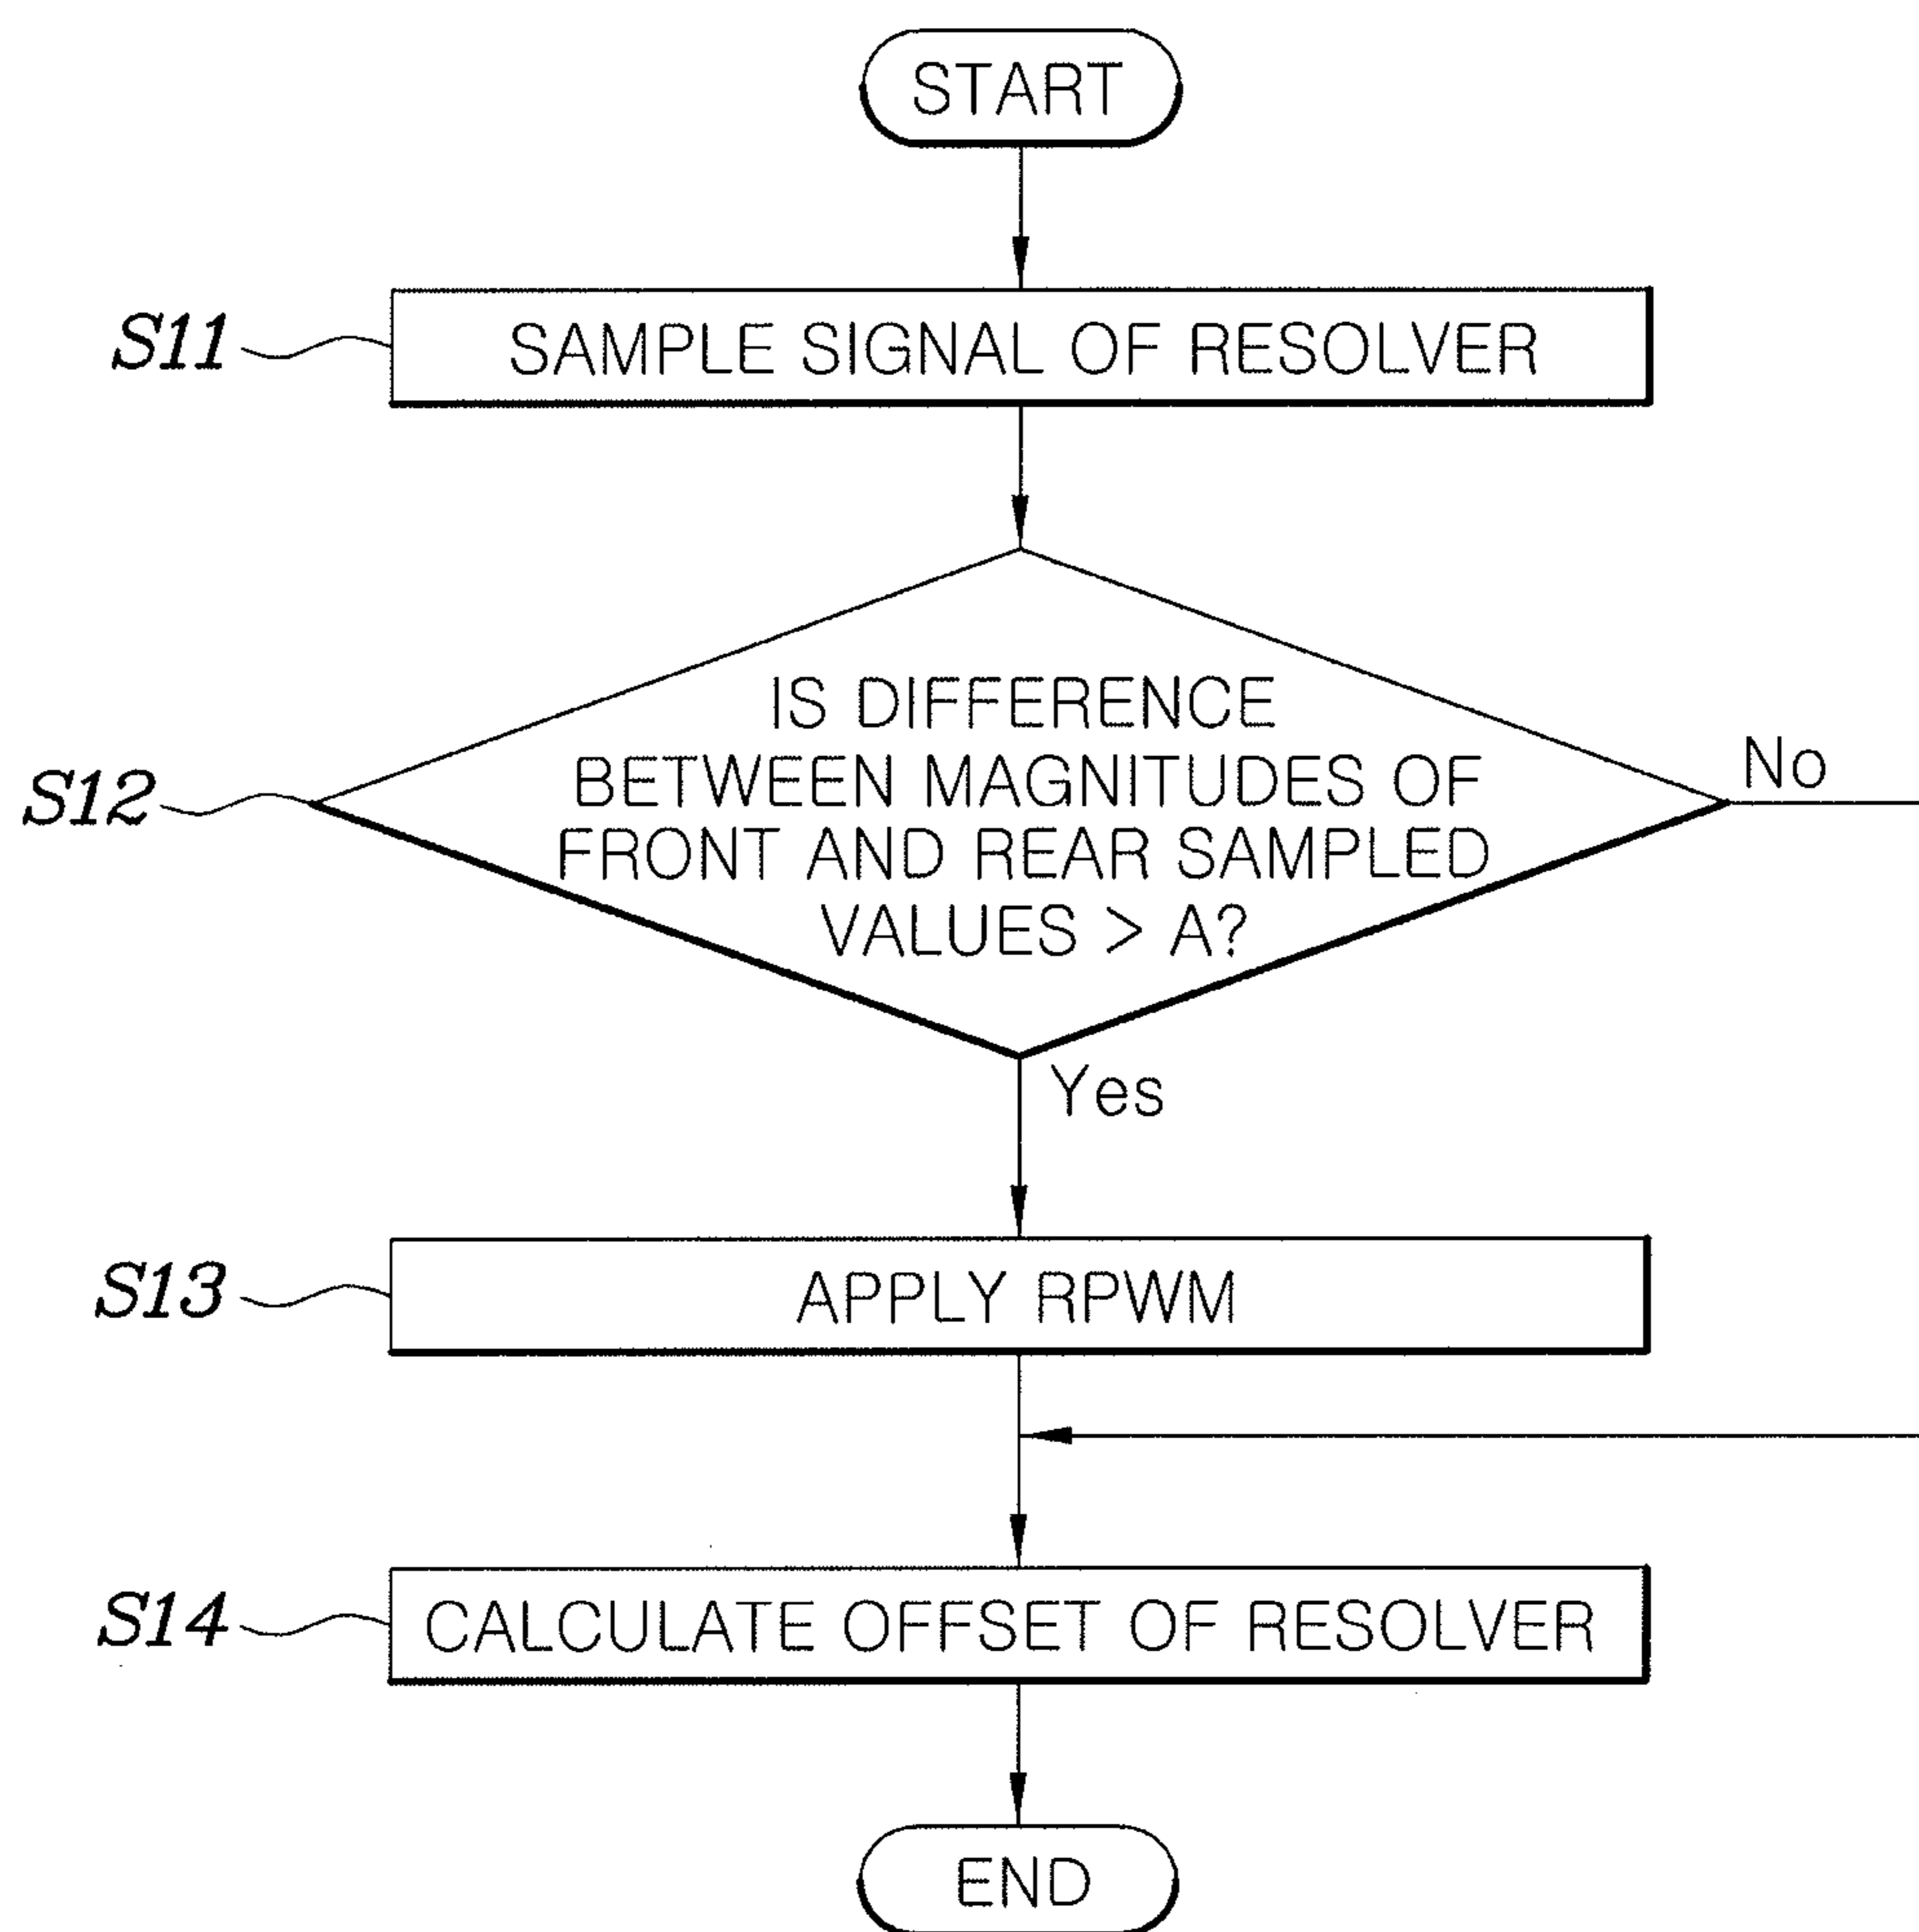 START
S11
SAMPLE SIGNAL OF RESOLVER
S12
IS DIFFERENCE
BETWEEN MAGNITUDES OF
FRONT AND REAR SAMPLED
VALUES > A?
No
Yes
S13
APPLY RPWM
S14
CALCULATE OFFSET OF RESOLVER
END